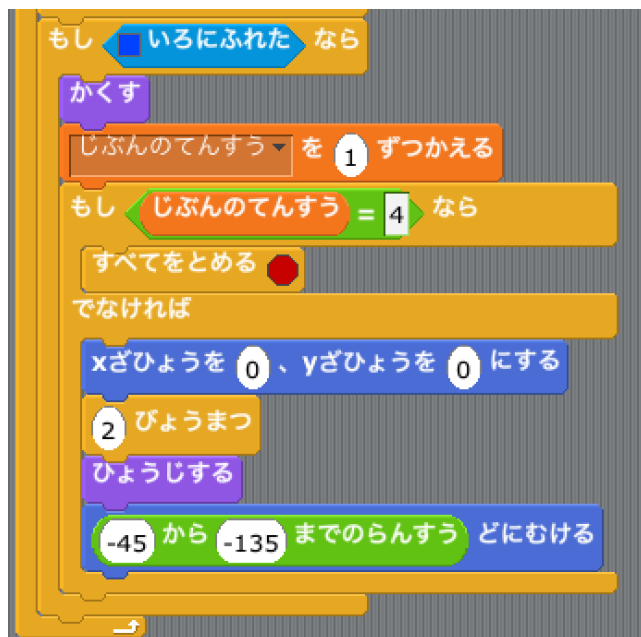 もし いろにふれた なら
かくす
じぶんのてんすう を 1 ずつかえる
もし じぶんのてんすう = 4 なら
すべてをとめる
でなければ
xざひょうを 0 、yざひょうを 0 にする
2 びょうまつ
ひょうじする
-45 から -135 までのらんすう どにむける